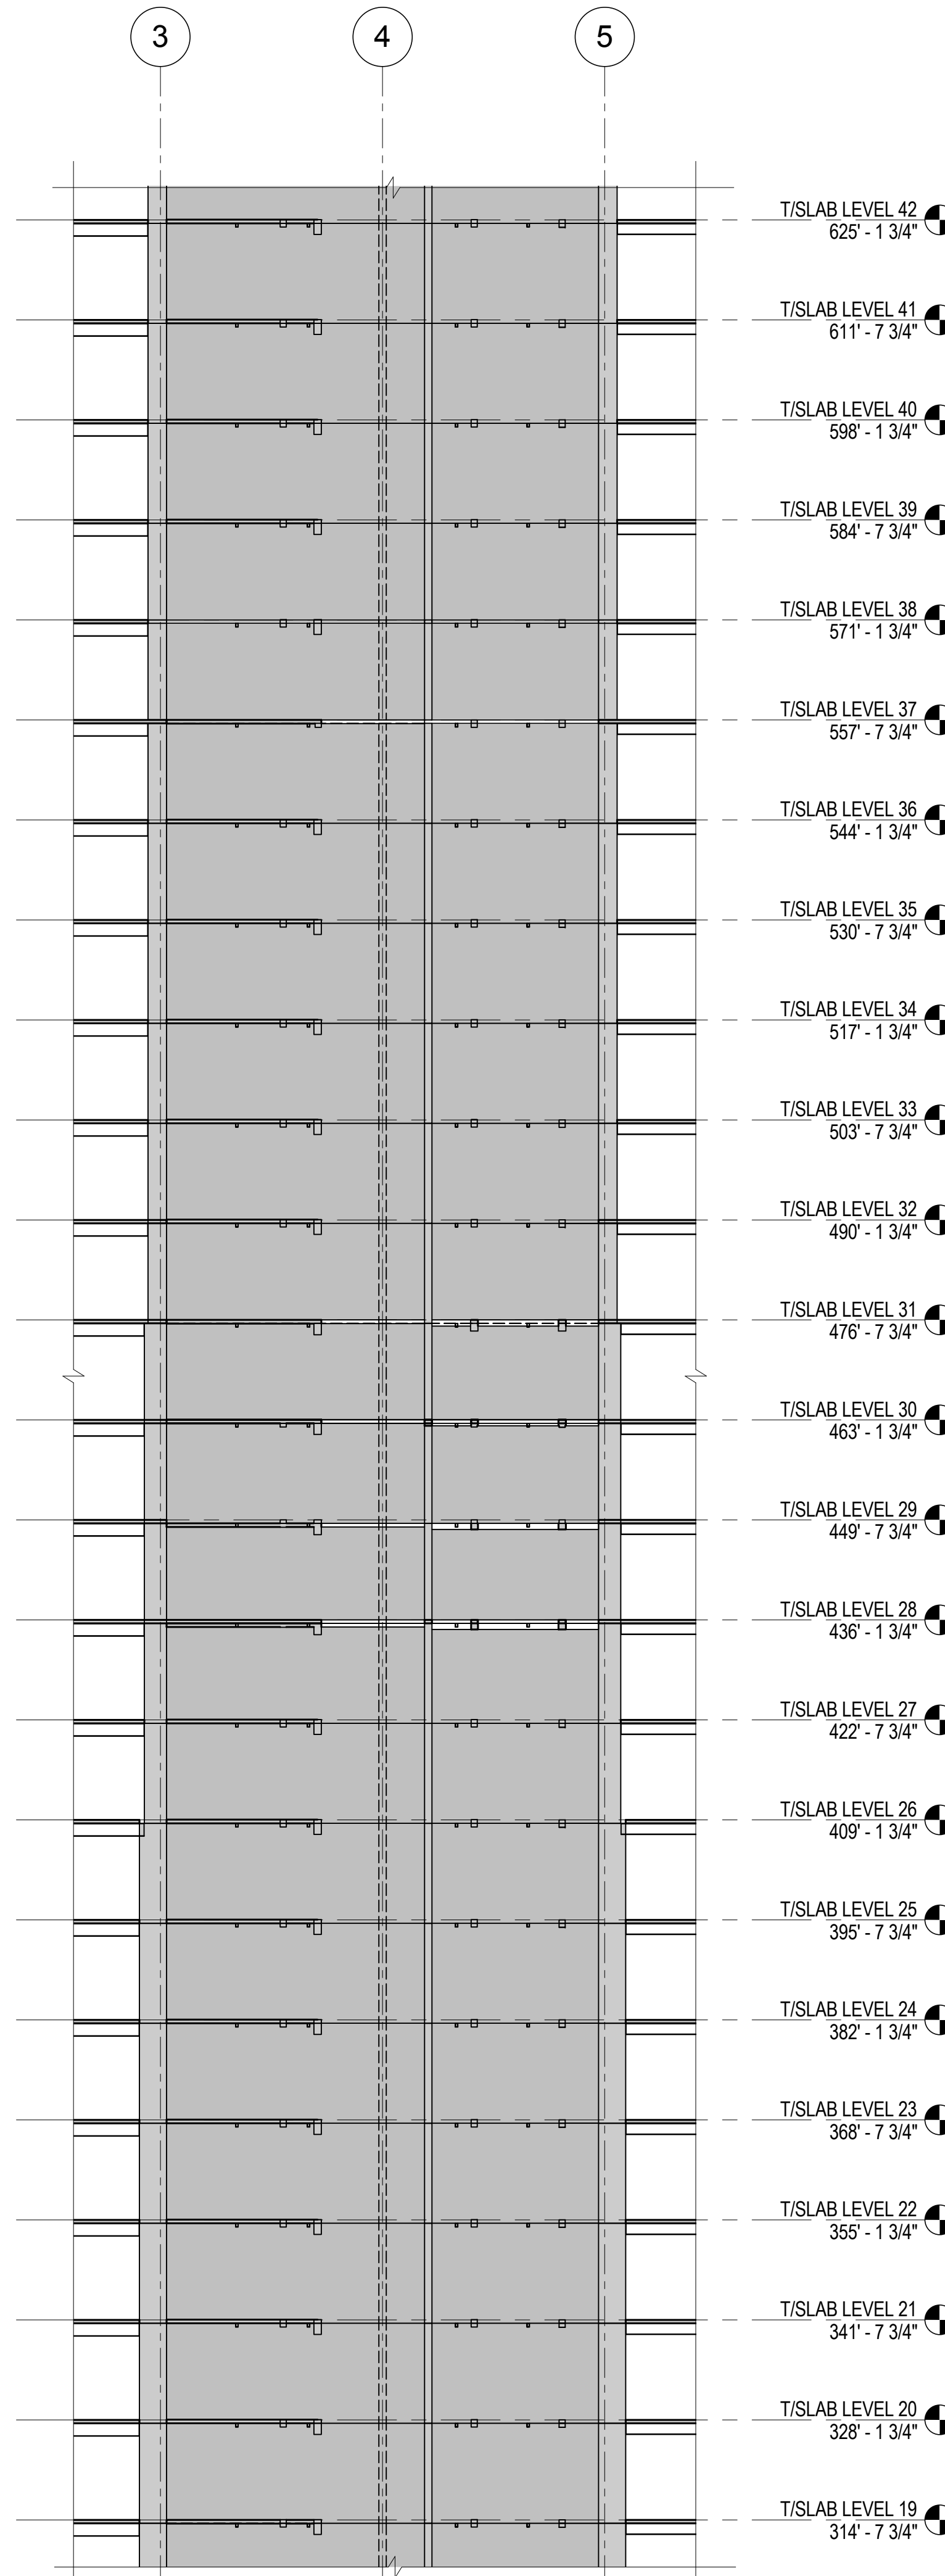 3 4 5
T/SLAB LEVEL 42
625' - 1 3/4"
T/SLAB LEVEL 41
611' - 7 3/4"
T/SLAB LEVEL 40
598' - 1 3/4"
T/SLAB LEVEL 39
584' - 7 3/4"
T/SLAB LEVEL 38
571' - 1 3/4"
T/SLAB LEVEL 37
557' - 7 3/4"
T/SLAB LEVEL 36
544' - 1 3/4"
T/SLAB LEVEL 35
530' - 7 3/4"
T/SLAB LEVEL 34
517' - 1 3/4"
T/SLAB LEVEL 33
503' - 7 3/4"
T/SLAB LEVEL 32
490' - 1 3/4"
T/SLAB LEVEL 31
476' - 7 3/4"
T/SLAB LEVEL 30
463' - 1 3/4"
T/SLAB LEVEL 29
449' - 7 3/4"
T/SLAB LEVEL 28
436' - 1 3/4"
T/SLAB LEVEL 27
422' - 7 3/4"
T/SLAB LEVEL 26
409' - 1 3/4"
T/SLAB LEVEL 25
395' - 7 3/4"
T/SLAB LEVEL 24
382' - 1 3/4"
T/SLAB LEVEL 23
368' - 7 3/4"
T/SLAB LEVEL 22
355' - 1 3/4"
T/SLAB LEVEL 21
341' - 7 3/4"
T/SLAB LEVEL 20
328' - 1 3/4"
T/SLAB LEVEL 19
314' - 7 3/4"